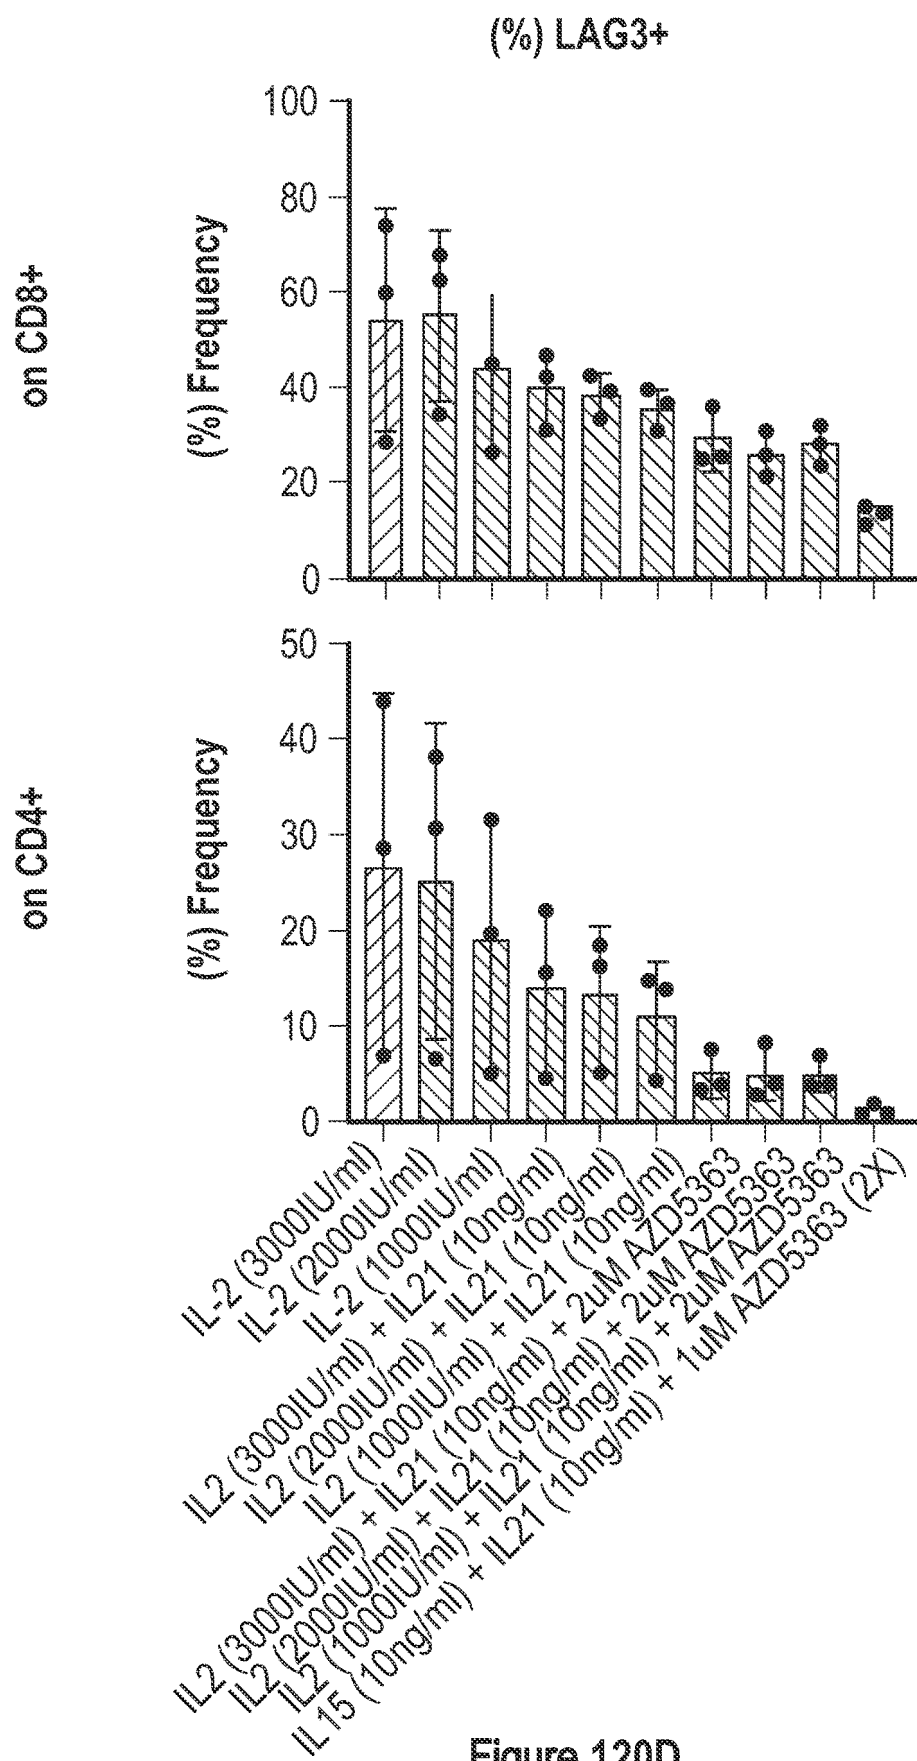 (%) LAG3+
on CD8+
(%) Frequency
100
80
60
40
20
0
on CD4+
(%) Frequency
50
40
30
20
10
0
IL-2 (3000IU/ml)
IL-2 (2000IU/ml)
IL-2 (1000IU/ml)
IL2 (3000IU/ml) + IL21 (10ng/ml)
IL2 (2000IU/ml) + IL21 (10ng/ml)
IL2 (1000IU/ml) + IL21 (10ng/ml)
IL2 (3000IU/ml) + IL21 (10ng/ml) + 2uM AZD5363
IL2 (2000IU/ml) + IL21 (10ng/ml) + 2uM AZD5363
IL2 (1000IU/ml) + IL21 (10ng/ml) + 2uM AZD5363
IL15 (10ng/ml) + IL21 (10ng/ml) + 1uM AZD5363 (2X)
Figure 120D